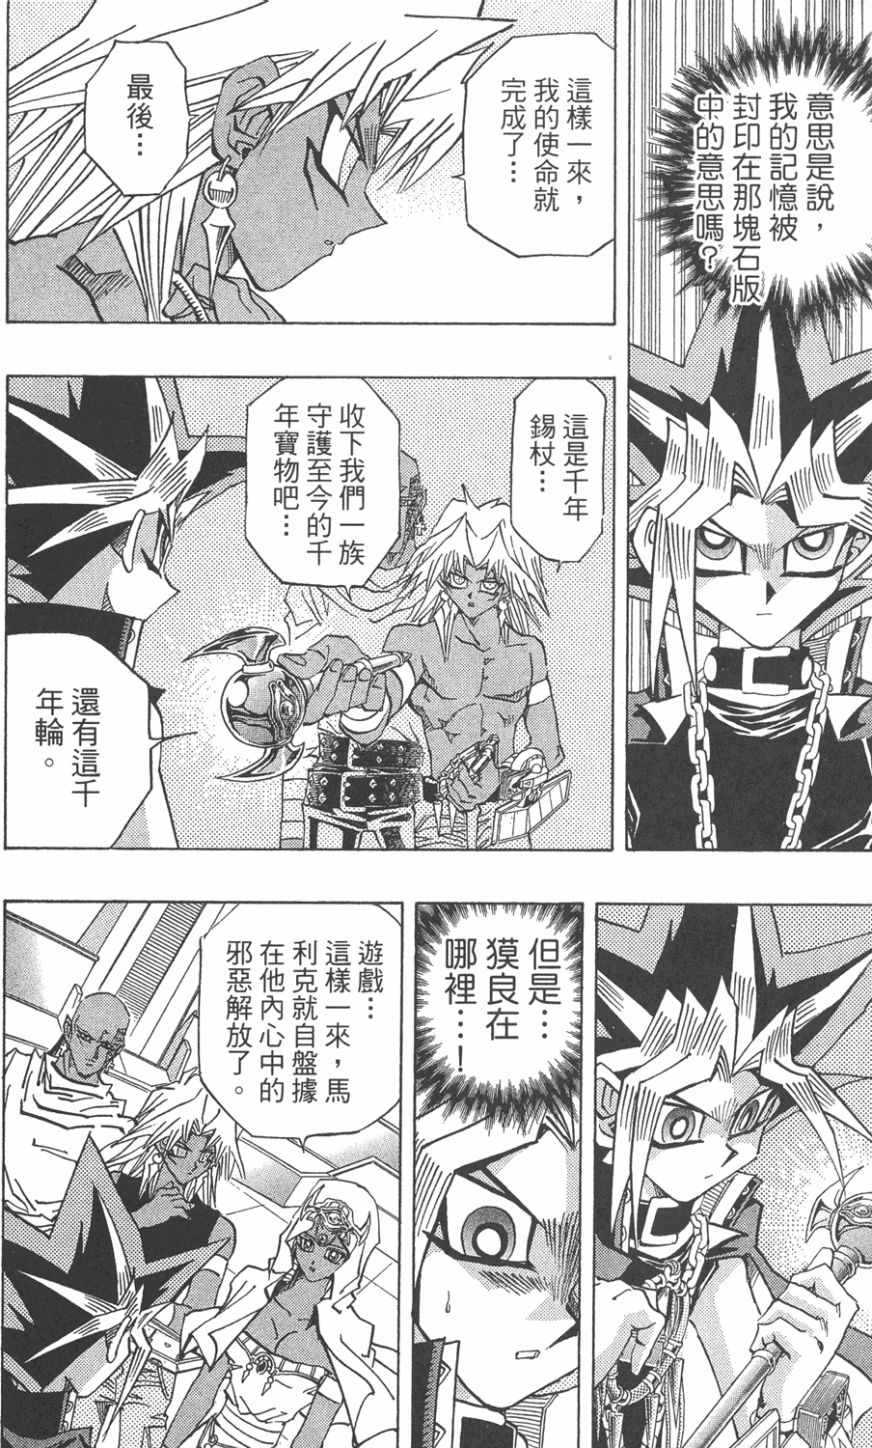 意思是說，
我的記憶被
封印在那塊石版
中的意思嗎？
這樣一來，
我的使命就
完成了…
最後…
這是千年
錫杖…
收下我們一族
守護至今的千
年寶物吧…
還有這千
年輪。
但是…
獏良在
哪裡…！
遊戲…
這樣一來，馬
利克就自盤據
在他內心中的
邪惡解放了。